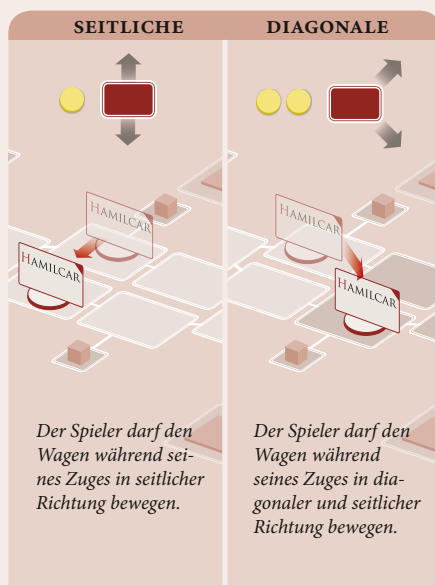 SEITLICHE
HAMILCAR
HAMILCAR
Der Spieler darf den
Wagen während sei-
nes Zuges in seitlicher
Richtung bewegen.
DIAGONALE
HAMILCAR
HAMILCAR
Der Spieler darf den
Wagen während
seines Zuges in dia-
gonaler und seitlicher
Richtung bewegen.